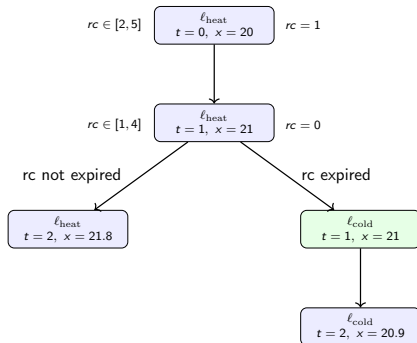 rc ∈ [2, 5]
ℓheat
t = 0, x = 20
rc = 1
rc ∈ [1, 4]
ℓheat
t = 1, x = 21
rc = 0
rc not expired
rc expired
ℓheat
t = 2, x = 21.8
ℓcold
t = 1, x = 21
ℓcold
t = 2, x = 20.9